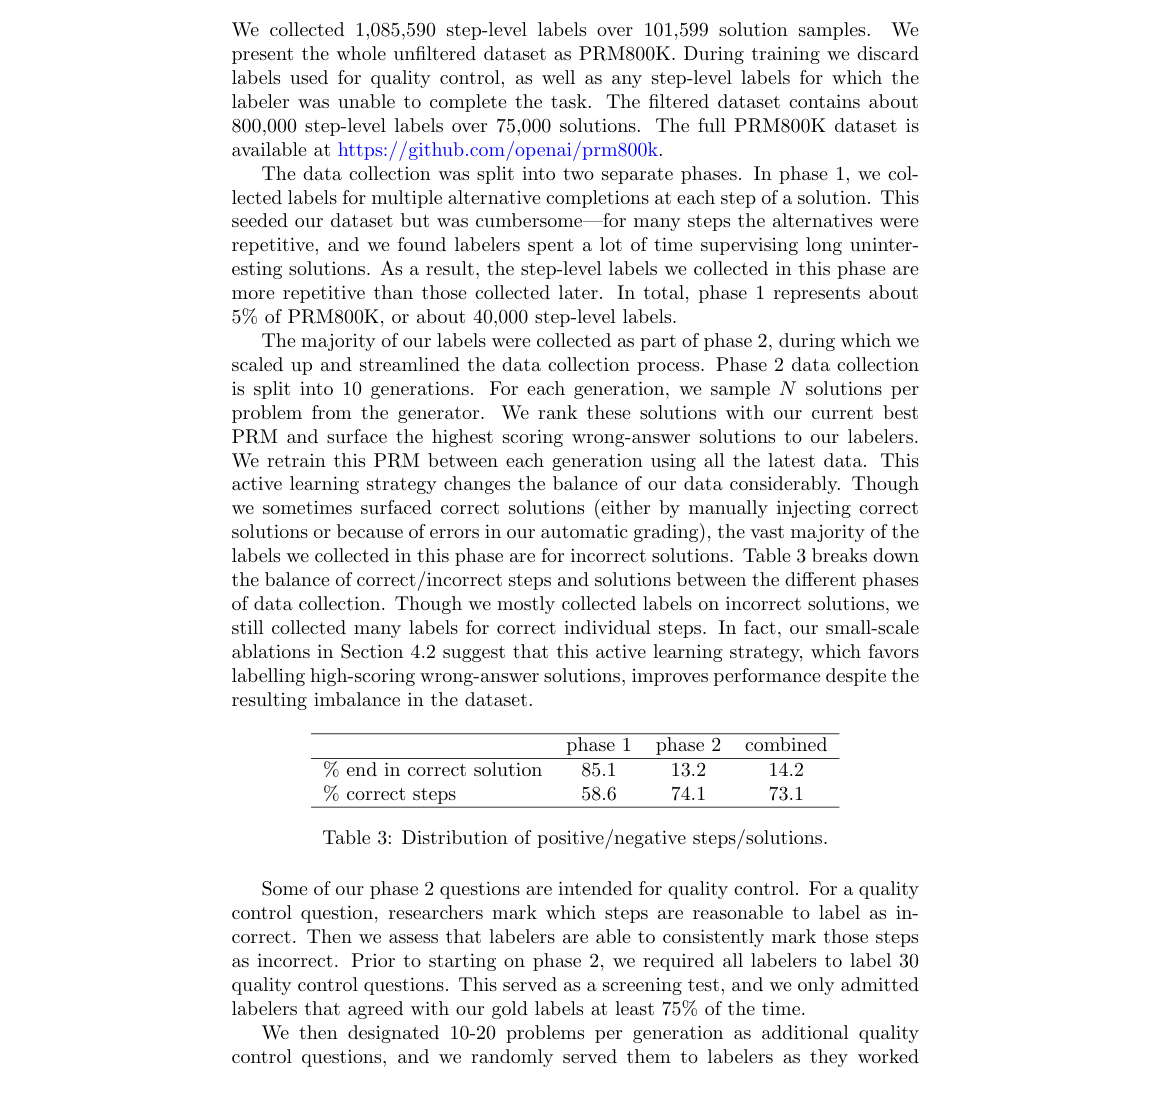 We collected 1,085,590 step-level labels over 101,599 solution samples. We
present the whole unfiltered dataset as PRM800K. During training we discard
labels used for quality control, as well as any step-level labels for which the
labeler was unable to complete the task. The filtered dataset contains about
800,000 step-level labels over 75,000 solutions. The full PRM800K dataset is
available at https://github.com/openai/prm800k.
The data collection was split into two separate phases. In phase 1, we col-
lected labels for multiple alternative completions at each step of a solution. This
seeded our dataset but was cumbersome—for many steps the alternatives were
repetitive, and we found labelers spent a lot of time supervising long uninter-
esting solutions. As a result, the step-level labels we collected in this phase are
more repetitive than those collected later. In total, phase 1 represents about
5% of PRM800K, or about 40,000 step-level labels.
The majority of our labels were collected as part of phase 2, during which we
scaled up and streamlined the data collection process. Phase 2 data collection
is split into 10 generations. For each generation, we sample N solutions per
problem from the generator. We rank these solutions with our current best
PRM and surface the highest scoring wrong-answer solutions to our labelers.
We retrain this PRM between each generation using all the latest data. This
active learning strategy changes the balance of our data considerably. Though
we sometimes surfaced correct solutions (either by manually injecting correct
solutions or because of errors in our automatic grading), the vast majority of the
labels we collected in this phase are for incorrect solutions. Table 3 breaks down
the balance of correct/incorrect steps and solutions between the different phases
of data collection. Though we mostly collected labels on incorrect solutions, we
still collected many labels for correct individual steps. In fact, our small-scale
ablations in Section 4.2 suggest that this active learning strategy, which favors
labelling high-scoring wrong-answer solutions, improves performance despite the
resulting imbalance in the dataset.
phase 1 phase 2 combined
% end in correct solution 85.1 13.2 14.2
% correct steps 58.6 74.1 73.1
Table 3: Distribution of positive/negative steps/solutions.
Some of our phase 2 questions are intended for quality control. For a quality
control question, researchers mark which steps are reasonable to label as in-
correct. Then we assess that labelers are able to consistently mark those steps
as incorrect. Prior to starting on phase 2, we required all labelers to label 30
quality control questions. This served as a screening test, and we only admitted
labelers that agreed with our gold labels at least 75% of the time.
We then designated 10-20 problems per generation as additional quality
control questions, and we randomly served them to labelers as they worked